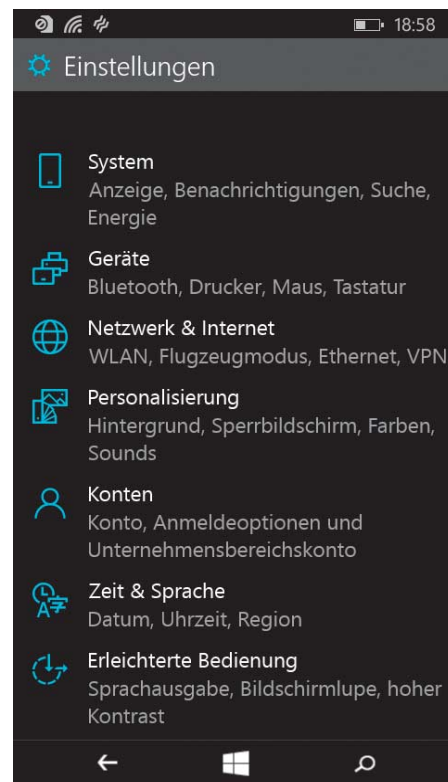 18:58
Einstellungen
System
Anzeige, Benachrichtigungen, Suche,
Energie
Geräte
Bluetooth, Drucker, Maus, Tastatur
Netzwerk & Internet
WLAN, Flugzeugmodus, Ethernet, VPN
Personalisierung
Hintergrund, Sperrbildschirm, Farben,
Sounds
Konten
Konto, Anmeldeoptionen und
Unternehmensbereichskonto
Zeit & Sprache
Datum, Uhrzeit, Region
Erleichterte Bedienung
Sprachausgabe, Bildschirmlupe, hoher
Kontrast